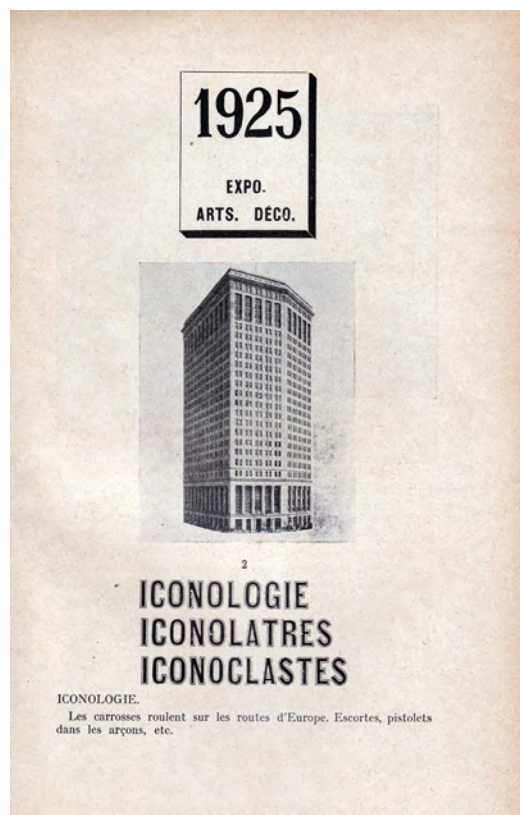 1925
EXPO.
ARTS. DÉCO.
2
ICONOLOGIE
ICONOLATRES
ICONOCLASTES
ICONOLOGIE.
Les carrosses roulent sur les routes d'Europe. Escortes, pistolets
dans les arçons, etc.